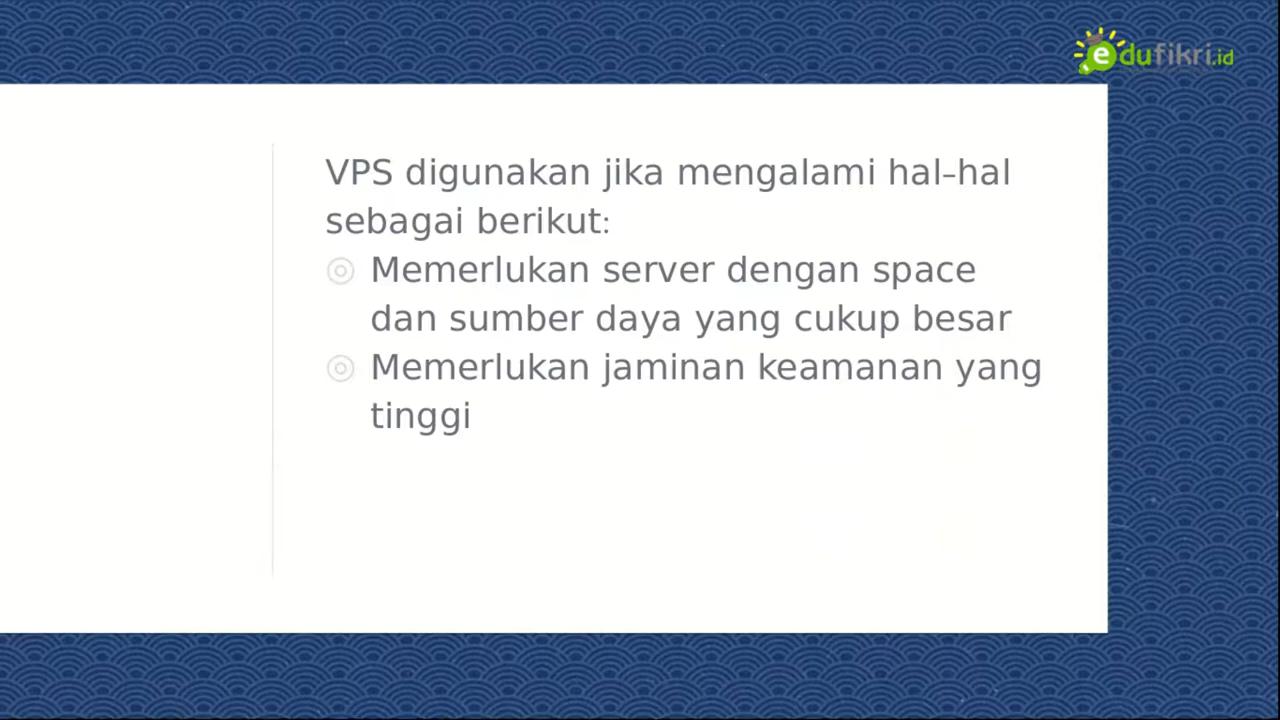 edufikri.id
VPS digunakan jika mengalami hal-hal
sebagai berikut:
Memerlukan server dengan space
dan sumber daya yang cukup besar
Memerlukan jaminan keamanan yang
tinggi